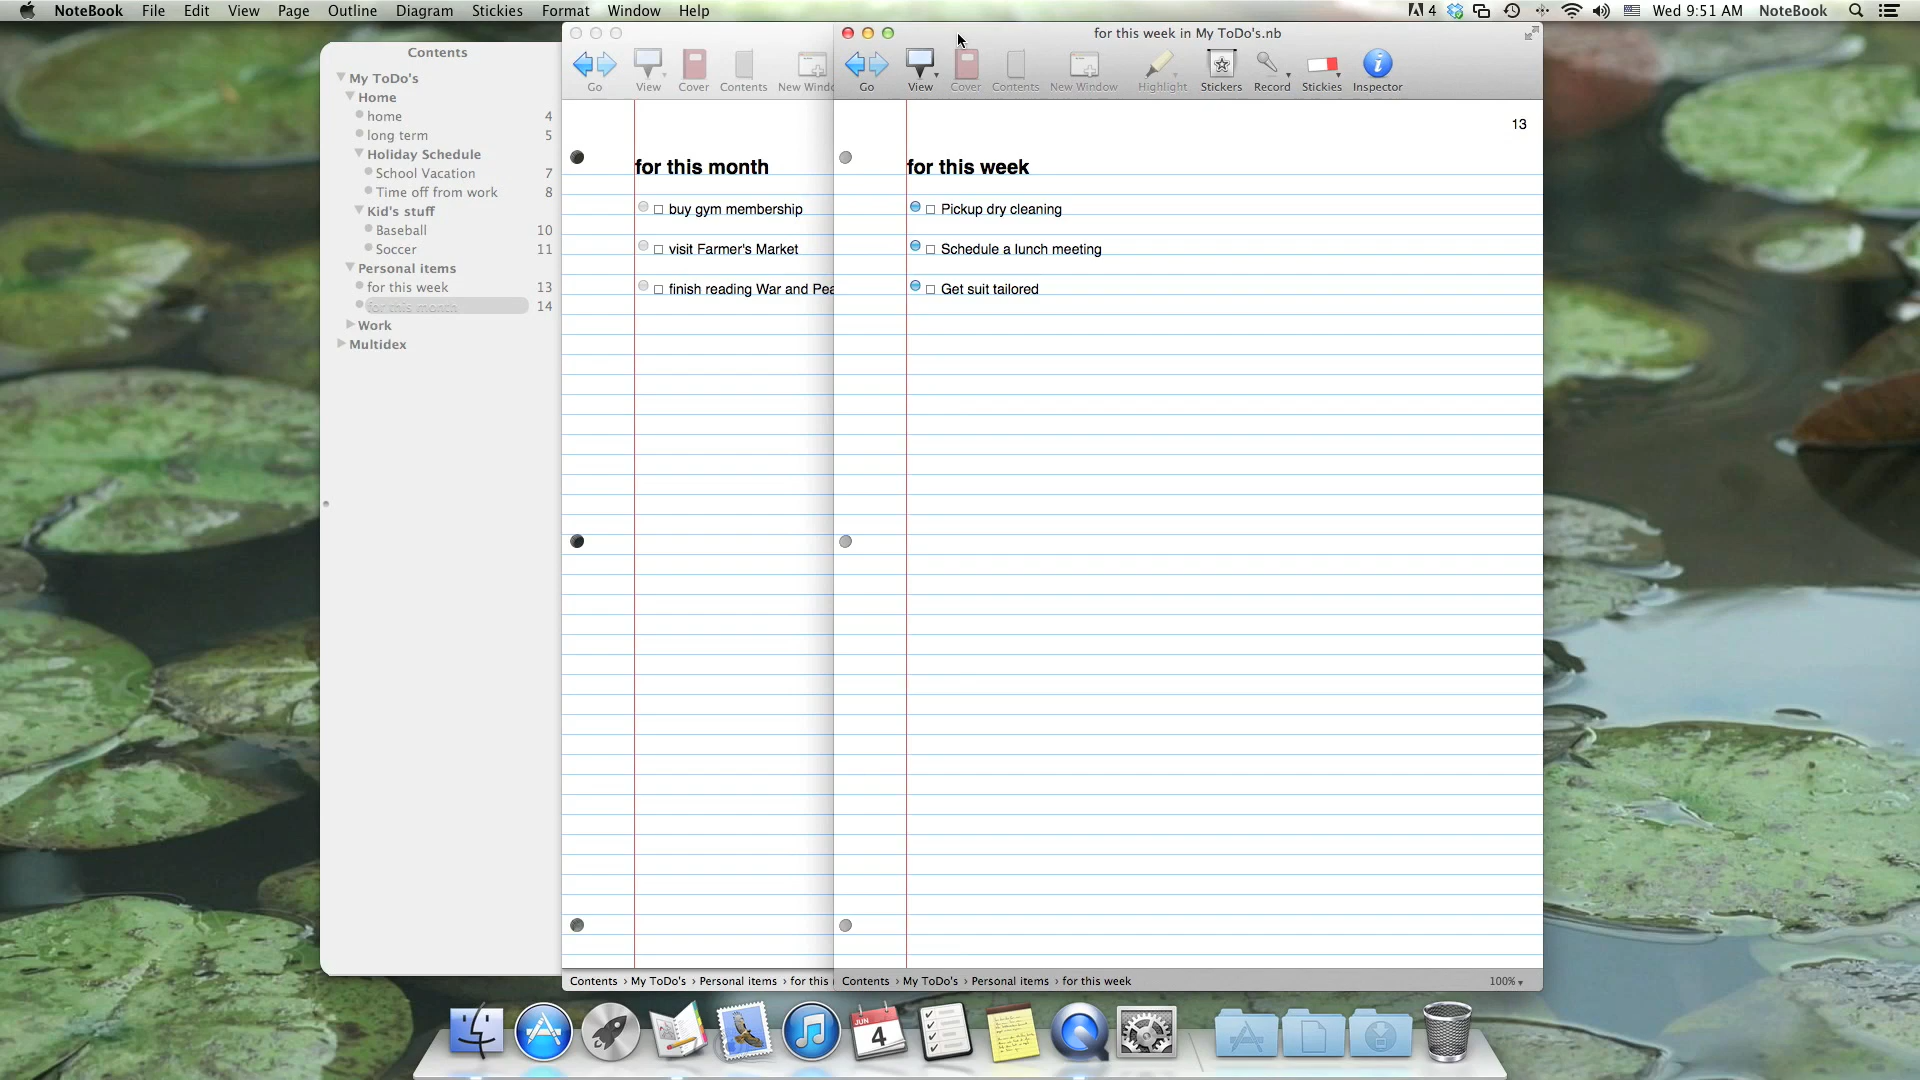 NoteBook File Edit View Page Outline Diagram Stickies Format Window Help
4 Wed 9:51 AM NoteBook
Contents
My ToDo's
Home
home 4
long term 5
Holiday Schedule
School Vacation 7
Time off from work 8
Kid's stuff
Baseball 10
Soccer 11
Personal items
for this week 13
for this month 14
Work
Multidex
Go View Cover Contents New Windo
for this month
buy gym membership
visit Farmer's Market
finish reading War and Pea
Contents › My ToDo's › Personal items › for this
for this week in My ToDo's.nb
Go View Cover Contents New Window Highlight Stickers Record Stickies Inspector
13
for this week
Pickup dry cleaning
Schedule a lunch meeting
Get suit tailored
Contents › My ToDo's › Personal items › for this week
100%
JUN
4